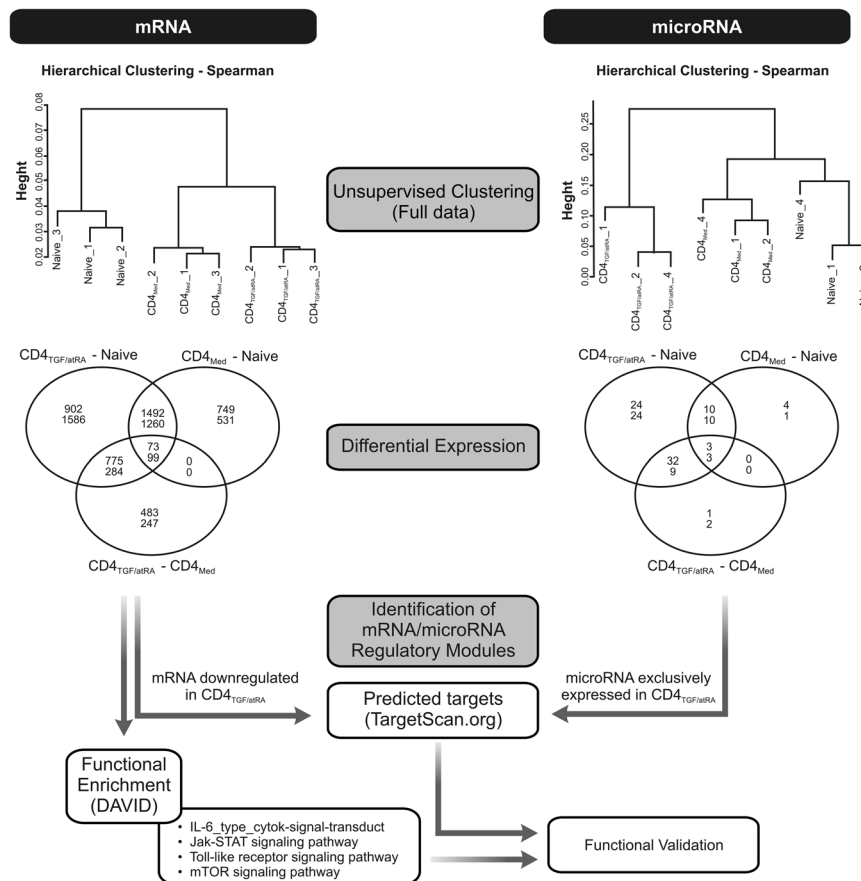 mRNA
microRNA
Hierarchical Clustering - Spearman
Hierarchical Clustering - Spearman
Heght
0.02 0.03 0.04 0.05 0.06 0.07 0.08
Naive_3
Naive_1
Naive_2
CD4Med_2
CD4Med_1
CD4Med_3
CD4TGF/atRA_2
CD4TGF/atRA_1
CD4TGF/atRA_3
Unsupervised Clustering
(Full data)
Heght
0.00 0.05 0.10 0.15 0.20 0.25
CD4TGF/atRA_1
CD4TGF/atRA_2
CD4TGF/atRA_4
CD4Med_4
CD4Med_1
CD4Med_2
Naive_4
Naive_1
CD4TGF/atRA - Naive
CD4Med - Naive
902
1586
1492
1260
749
531
73
99
775
284
0
0
483
247
CD4TGF/atRA - CD4Med
Differential Expression
CD4TGF/atRA - Naive
CD4Med - Naive
24
24
10
10
4
1
3
3
32
9
0
0
1
2
CD4TGF/atRA - CD4Med
Identification of
mRNA/microRNA
Regulatory Modules
mRNA downregulated
in CD4TGF/atRA
Predicted targets
(TargetScan.org)
microRNA exclusively
expressed in CD4TGF/atRA
Functional
Enrichment
(DAVID)
• IL-6_type_cytok-signal-transduct
• Jak-STAT signaling pathway
• Toll-like receptor signaling pathway
• mTOR signaling pathway
Functional Validation